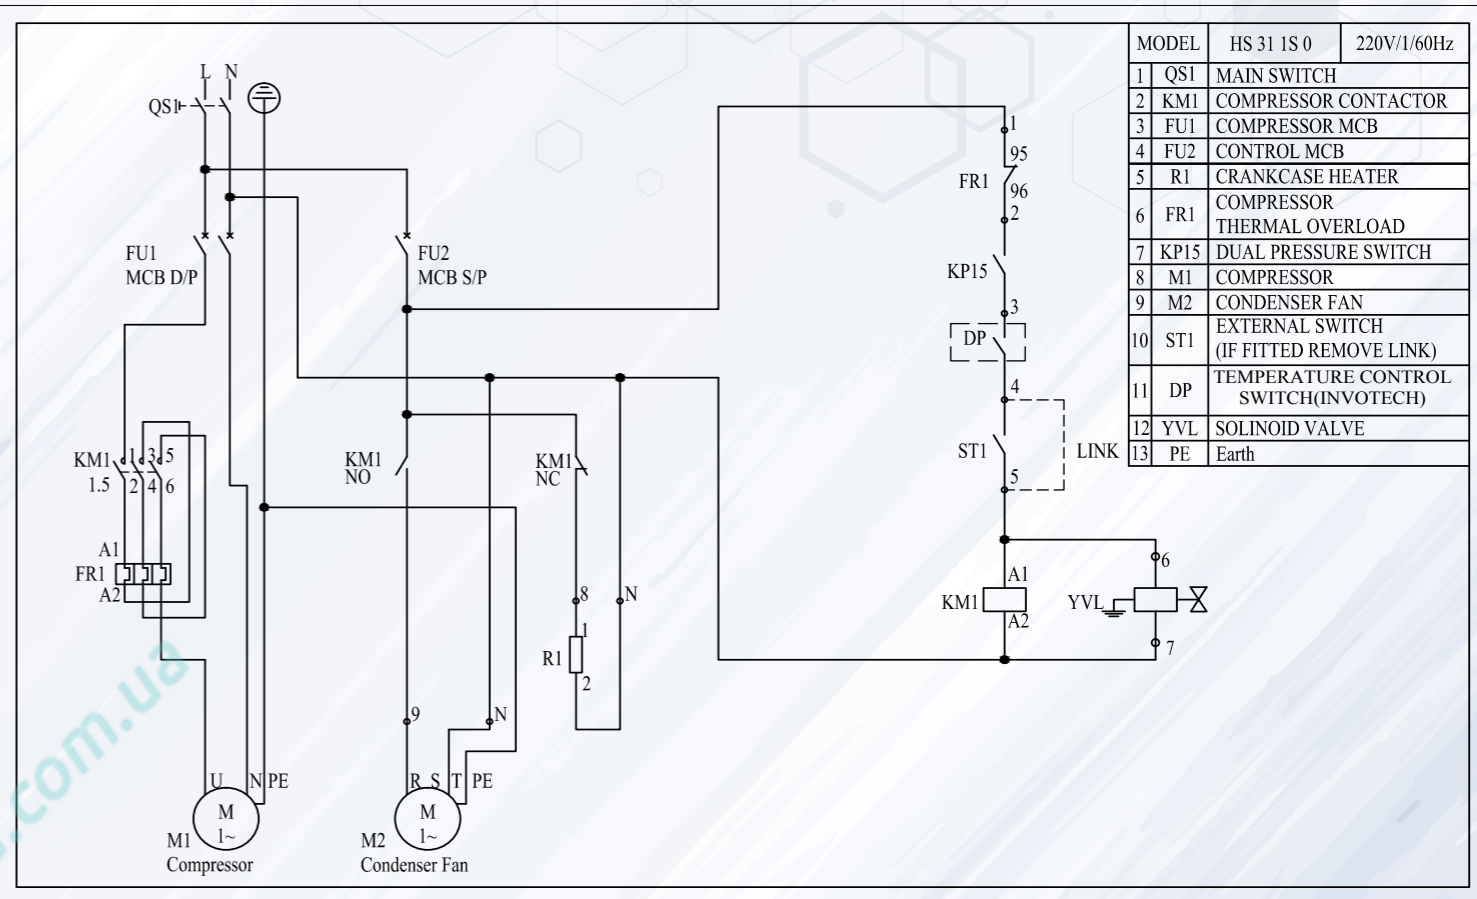 MODEL HS 31 1S 0 220V/1/60Hz
1 QS1 MAIN SWITCH
2 KM1 COMPRESSOR CONTACTOR
3 FU1 COMPRESSOR MCB
4 FU2 CONTROL MCB
5 R1 CRANKCASE HEATER
6 FR1 COMPRESSOR
THERMAL OVERLOAD
7 KP15 DUAL PRESSURE SWITCH
8 M1 COMPRESSOR
9 M2 CONDENSER FAN
10 ST1 EXTERNAL SWITCH
(IF FITTED REMOVE LINK)
11 DP TEMPERATURE CONTROL
SWITCH(INVOTECH)
12 YVL SOLINOID VALVE
13 PE Earth
L N
QS1
FU1
MCB D/P
FU2
MCB S/P
KM1 1 3 5
1.5 2 4 6
A1
FR1
A2
KM1
NO
KM1
NC
8
N
1
R1
2
9
N
U N PE
M
1~
M1
Compressor
R S T PE
M
1~
M2
Condenser Fan
1
95
FR1
96
2
KP15
3
DP
4
ST1
LINK
5
A1
KM1
A2
6
YVL
7
.com.ua